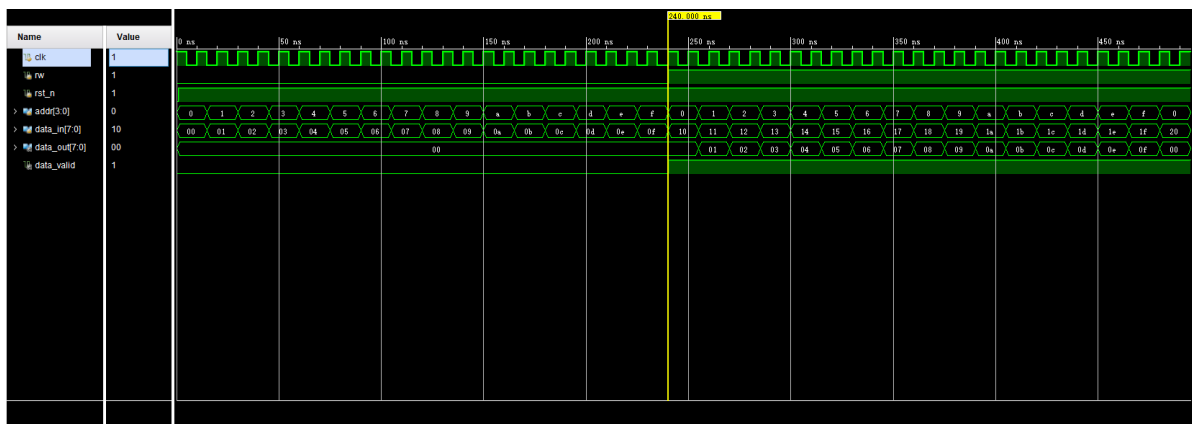 240.000 ns
Name Value
0 ns 50 ns 100 ns 150 ns 200 ns 250 ns 300 ns 350 ns 400 ns 450 ns
clk 1
rw 1
rst_n 1
addr[3:0] 0 0 1 2 3 4 5 6 7 8 9 a b c d e f 0 1 2 3 4 5 6 7 8 9 a b c d e f 0
data_in[7:0] 10 00 01 02 03 04 05 06 07 08 09 0a 0b 0c 0d 0e 0f 10 11 12 13 14 15 16 17 18 19 1a 1b 1c 1d 1e 1f 20
data_out[7:0] 00 00 01 02 03 04 05 06 07 08 09 0a 0b 0c 0d 0e 0f 00
data_valid 1